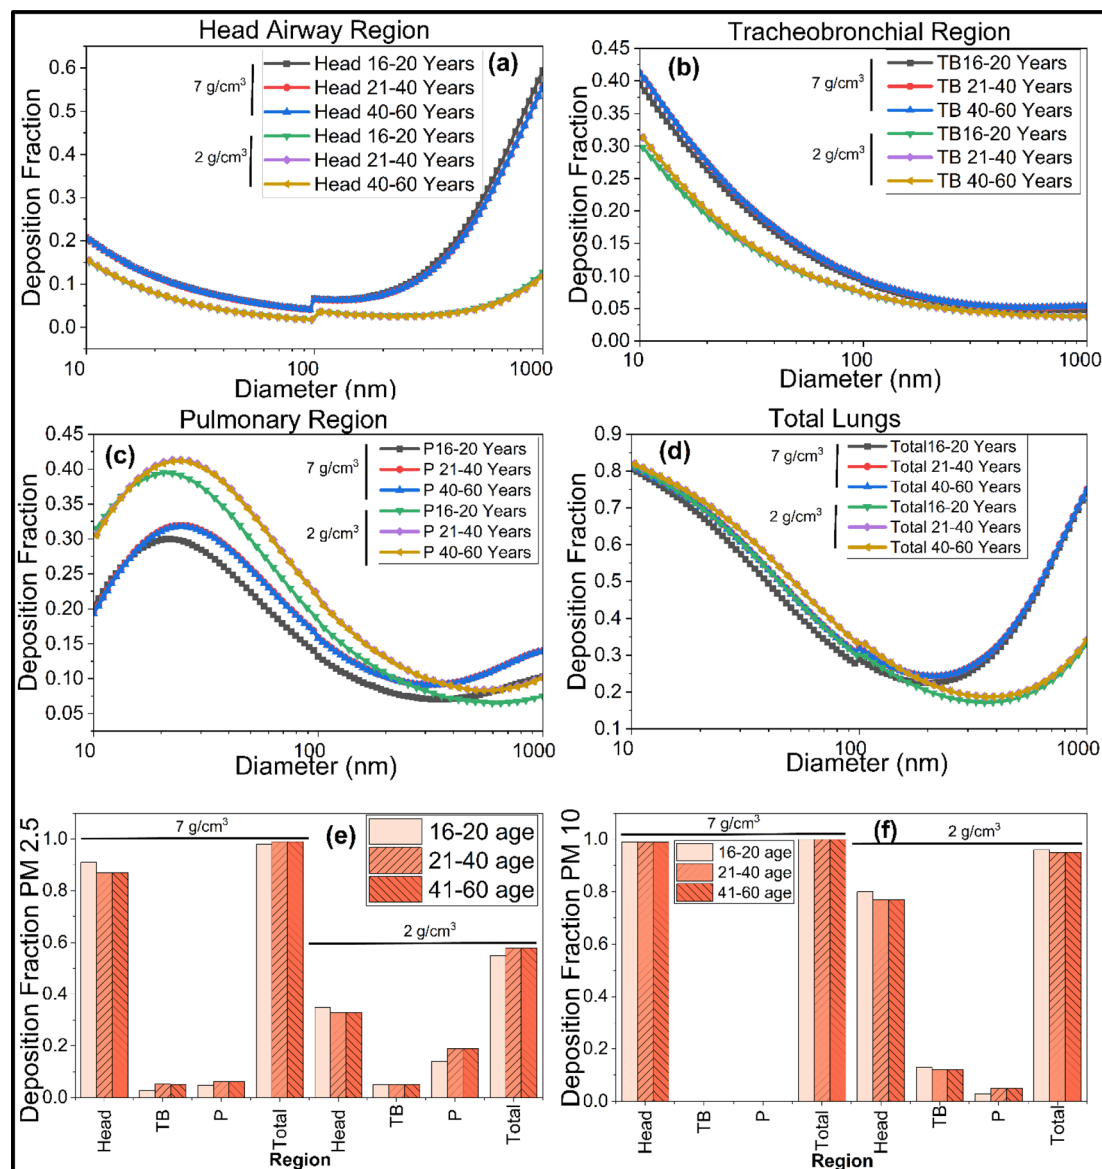 Head Airway Region
(a)
7 g/cm³
2 g/cm³
Head 16-20 Years
Head 21-40 Years
Head 40-60 Years
Head 16-20 Years
Head 21-40 Years
Head 40-60 Years
Deposition Fraction
0.6
0.5
0.4
0.3
0.2
0.1
0.0
10
100
1000
Diameter (nm)
Tracheobronchial Region
(b)
7 g/cm³
2 g/cm³
TB16-20 Years
TB 21-40 Years
TB 40-60 Years
TB16-20 Years
TB 21-40 Years
TB 40-60 Years
Deposition Fraction
0.45
0.40
0.35
0.30
0.25
0.20
0.15
0.10
0.05
0.00
10
100
1000
Diameter (nm)
Pulmonary Region
(c)
7 g/cm³
2 g/cm³
P16-20 Years
P 21-40 Years
P 40-60 Years
P16-20 Years
P 21-40 Years
P 40-60 Years
Deposition Fraction
0.45
0.40
0.35
0.30
0.25
0.20
0.15
0.10
0.05
10
100
1000
Diameter (nm)
Total Lungs
(d)
7 g/cm³
2 g/cm³
Total16-20 Years
Total 21-40 Years
Total 40-60 Years
Total16-20 Years
Total 21-40 Years
Total 40-60 Years
Deposition Fraction
0.9
0.8
0.7
0.6
0.5
0.4
0.3
0.2
0.1
10
100
1000
Diameter (nm)
(e)
7 g/cm³
2 g/cm³
16-20 age
21-40 age
41-60 age
Deposition Fraction PM 2.5
1.0
0.8
0.6
0.4
0.2
0.0
Head
TB
P
Total
Head
TB
P
Total
Region
(f)
7 g/cm³
2 g/cm³
16-20 age
21-40 age
41-60 age
Deposition Fraction PM 10
1.0
0.8
0.6
0.4
0.2
0.0
Head
TB
P
Total
Head
TB
P
Total
Region